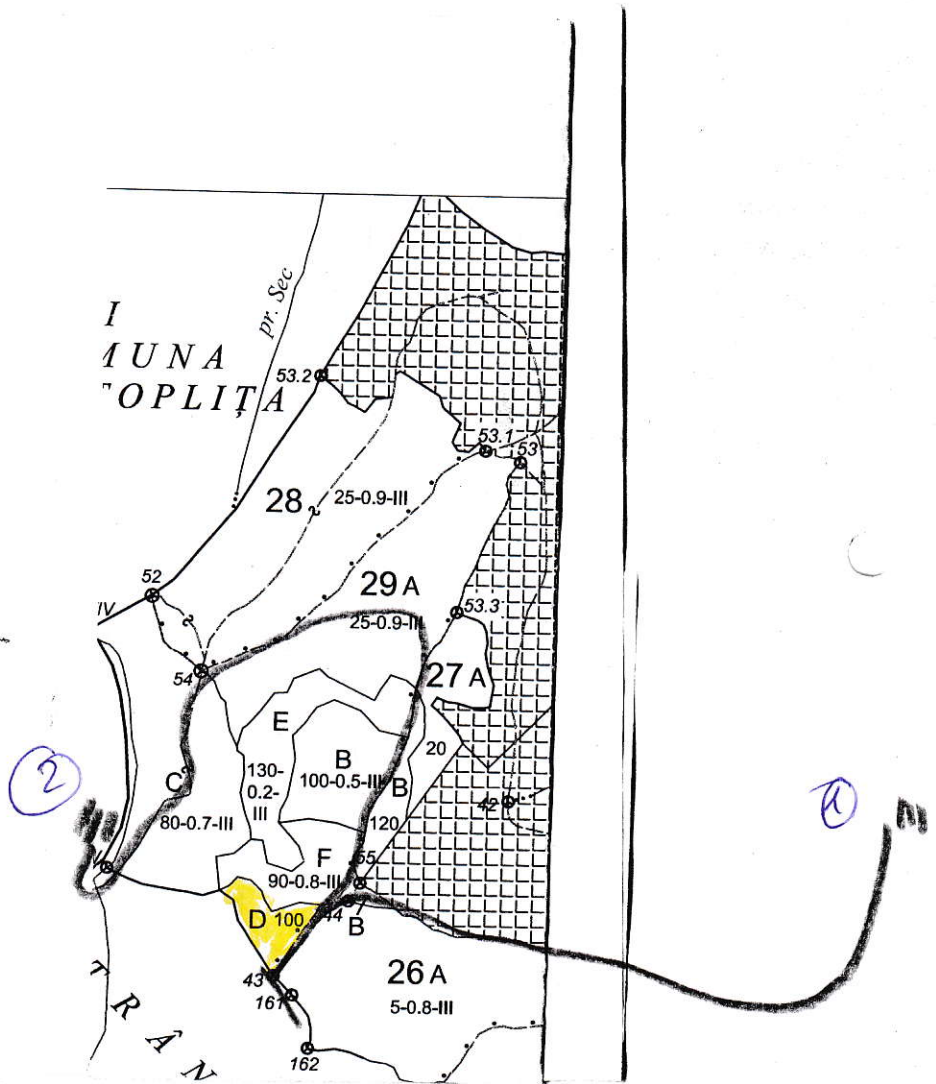 pr. Sec
I
MUNA
TOPLIȚA
53.2
53.1
53
28
25-0.9-III
52
IV
29 A
25-0.9-III
53.3
54
27 A
E
20
B
100-0.5-III
130-
0.2-
III
B
C
2
80-0.7-III
1
42
120
F
90-0.8-III
55
44
B
D 100
43
161
26 A
5-0.8-III
162
R Â N